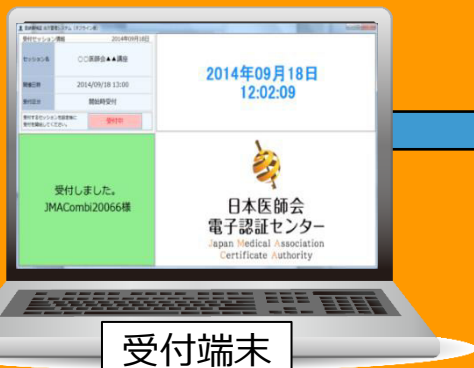 受付セッション情報 2014年09月18日
セッション名 〇〇医師会▲▲講座
開催日時 2014/09/18 13:00
受付区分 開始時受付
受付中
2014年09月18日
12:02:09
受付しました。
JMACombi20066様
日本医師会
電子認証センター
Japan Medical Association
Certificate Authority
受付端末